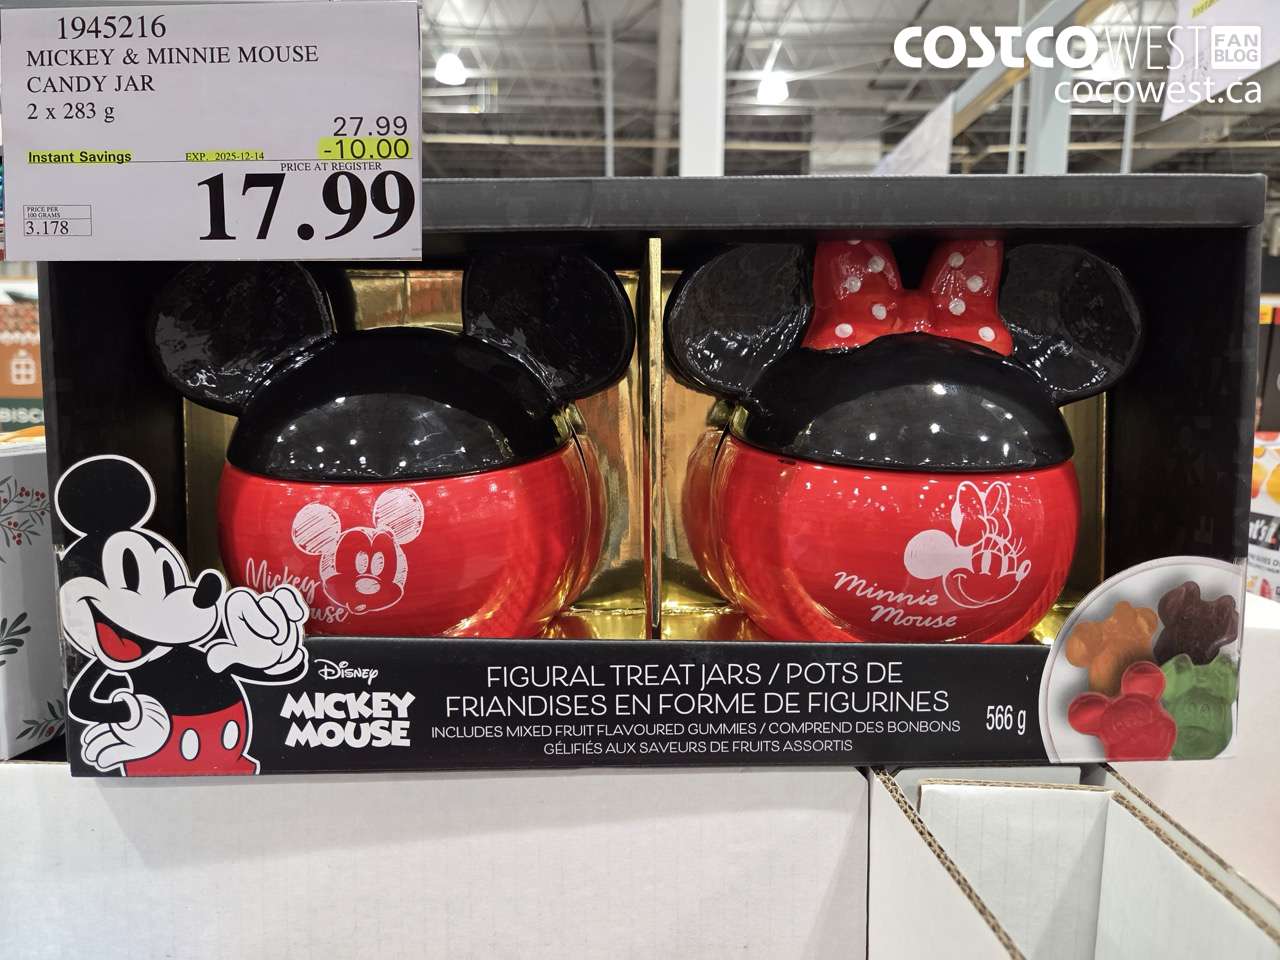 1945216
MICKEY & MINNIE MOUSE
CANDY JAR
2 x 283 g
27.99
Instant Savings EXP. 2025-12-14 -10.00
PRICE AT REGISTER
17.99
PRICE PER
100 GRAMS
3.178
COSTCO WEST FAN BLOG
cocowest.ca
Mickey
Mouse
Minnie
Mouse
Disney
MICKEY
MOUSE
FIGURAL TREAT JARS / POTS DE
FRIANDISES EN FORME DE FIGURINES
INCLUDES MIXED FRUIT FLAVOURED GUMMIES / COMPREND DES BONBONS
GÉLIFIÉS AUX SAVEURS DE FRUITS ASSORTIS
566 g